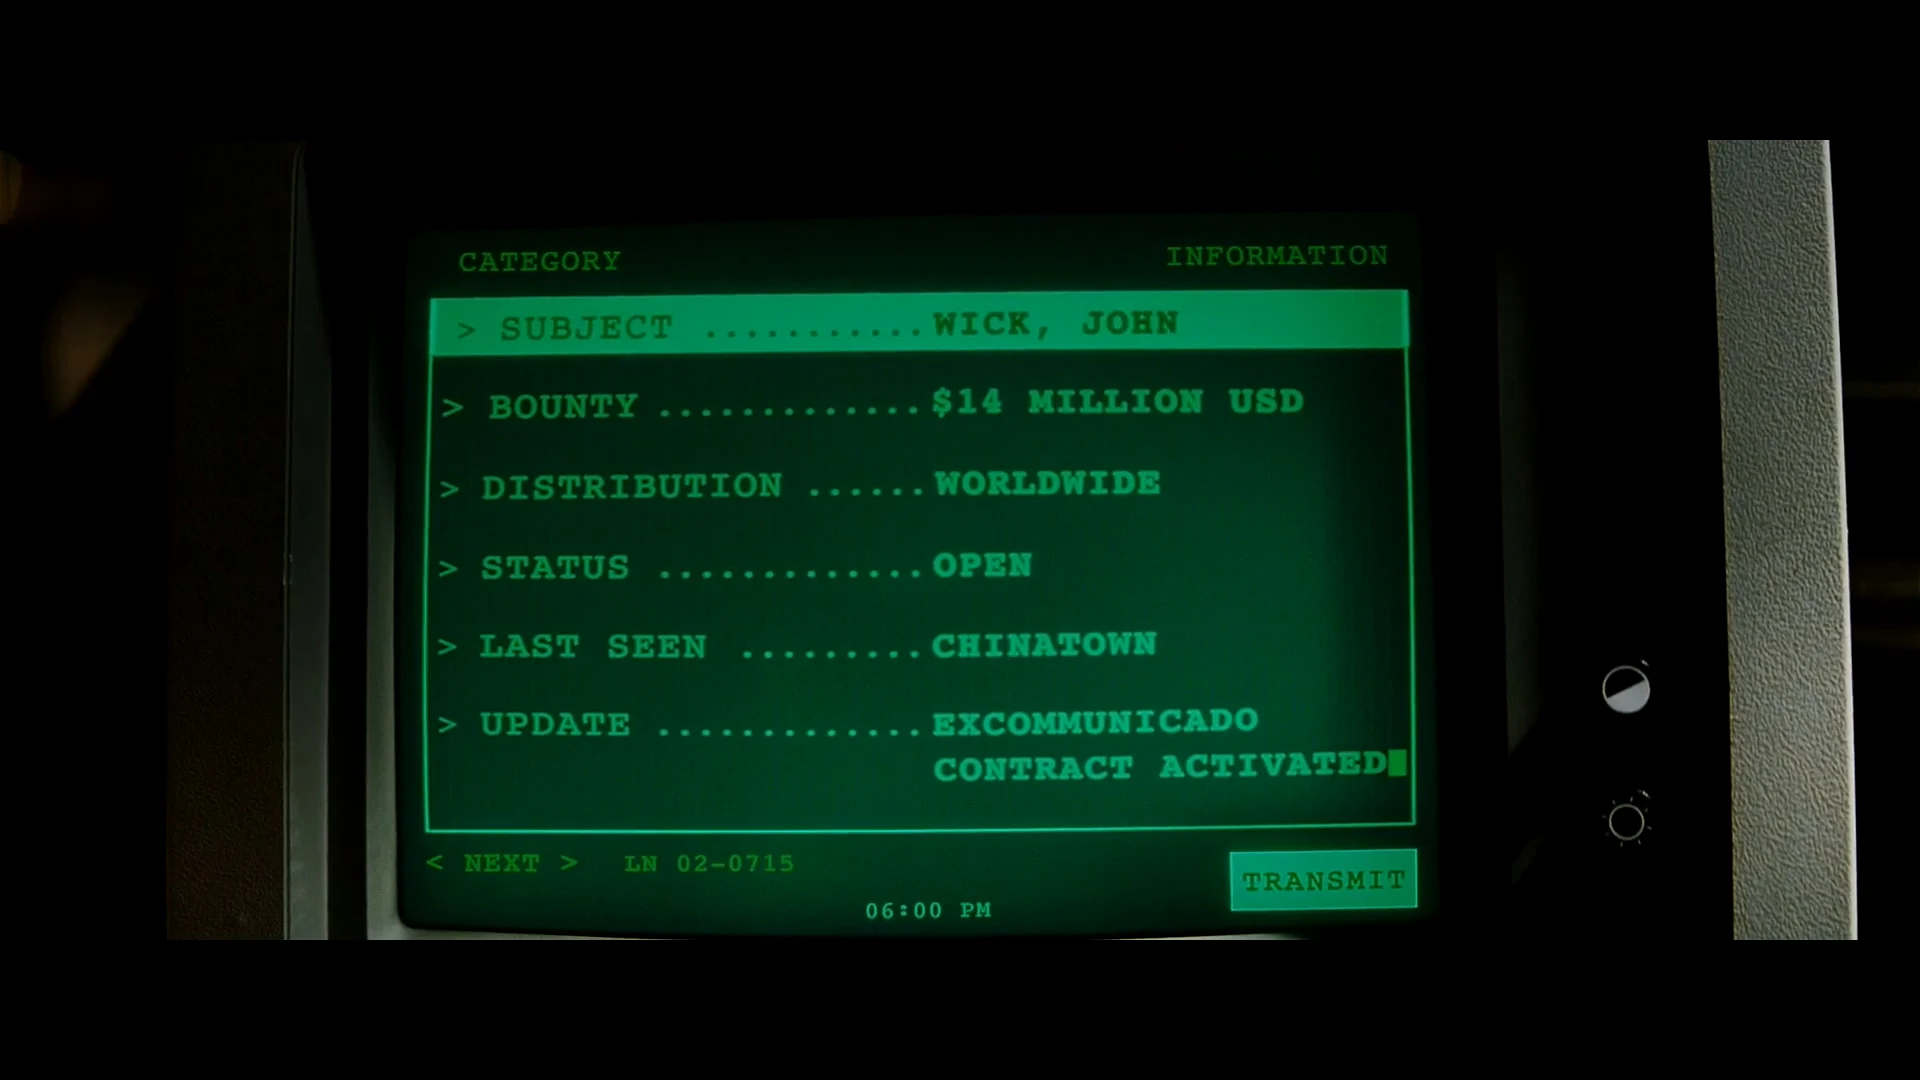 CATEGORY INFORMATION
> SUBJECT ...........WICK, JOHN
> BOUNTY .............$14 MILLION USD
> DISTRIBUTION ......WORLDWIDE
> STATUS .............OPEN
> LAST SEEN .........CHINATOWN
> UPDATE .............EXCOMMUNICADO
CONTRACT ACTIVATED
< NEXT > LN 02-0715
TRANSMIT
06:00 PM